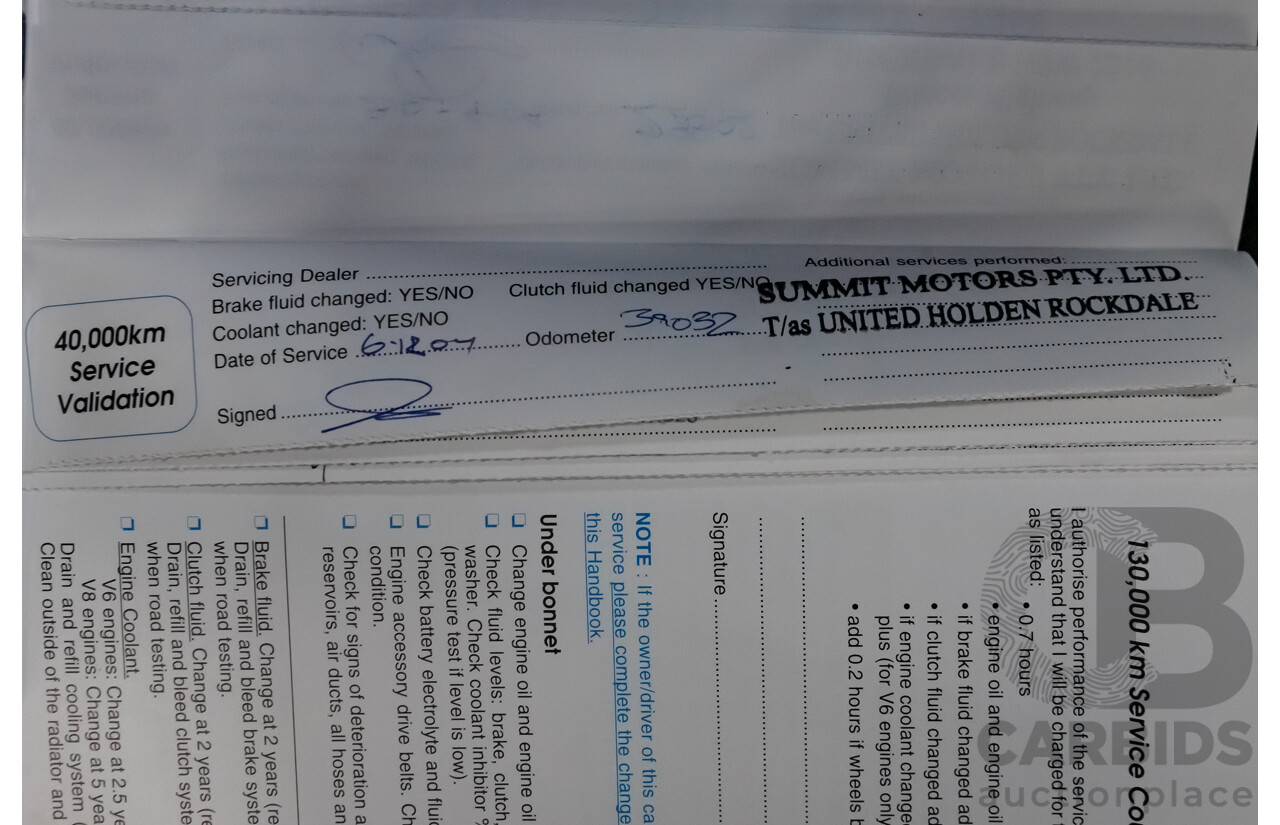 40,000km
Service
Validation
Servicing Dealer
Brake fluid changed: YES/NO
Clutch fluid changed YES/NO
Coolant changed: YES/NO
Date of Service 6.12.07
Odometer 39032
Signed
Additional services performed:
SUMMIT MOTORS PTY. LTD.
T/as UNITED HOLDEN ROCKDALE
130,000 km Service Co
I authorise performance of the servic
understand that I will be charged for
as listed:
• 0.7 hours
• engine oil and engine oil
• if brake fluid changed ad
• if clutch fluid changed ad
• if engine coolant change
plus (for V6 engines only
• add 0.2 hours if wheels b
Signature
NOTE : If the owner/driver of this ca
service please complete the change
this Handbook.
Under bonnet
❑ Change engine oil and engine oil
❑ Check fluid levels: brake, clutch,
washer. Check coolant inhibitor %
(pressure test if level is low).
❑ Check battery electrolyte and fluid
❑ Engine accessory drive belts. Ch
condition.
❑ Check for signs of deterioration a
reservoirs, air ducts, all hoses an
❑ Brake fluid. Change at 2 years (re
Drain, refill and bleed brake syste
when road testing.
❑ Clutch fluid. Change at 2 years (re
Drain, refill and bleed clutch syste
when road testing.
❑ Engine Coolant.
V6 engines: Change at 2.5 ye
V8 engines: Change at 5 yea
Drain and refill cooling system (
Clean outside of the radiator and
CARBIDS
auctionplace